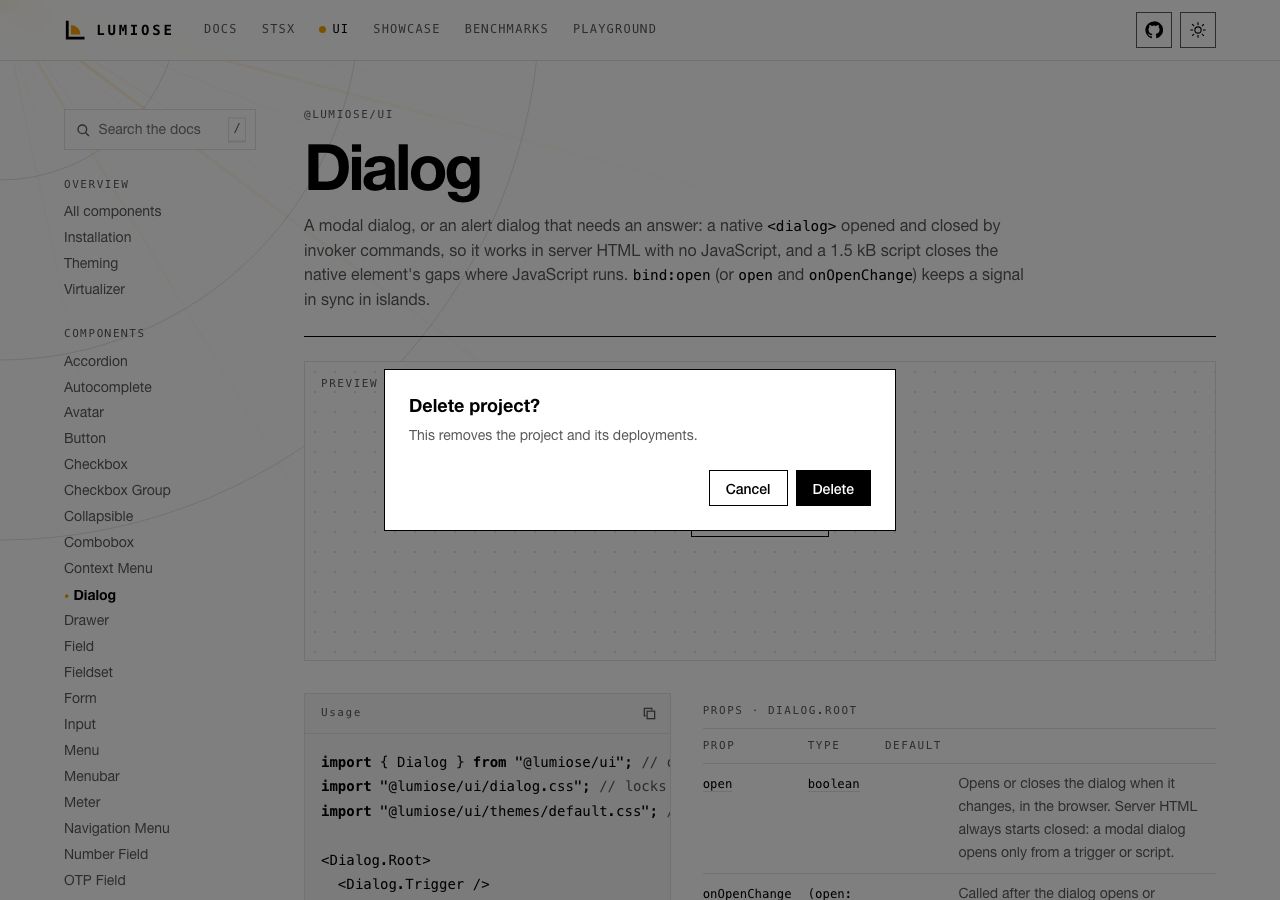 LUMIOSE
DOCS
STSX
UI
SHOWCASE
BENCHMARKS
PLAYGROUND
Search the docs
/
OVERVIEW
All components
Installation
Theming
Virtualizer
COMPONENTS
Accordion
Autocomplete
Avatar
Button
Checkbox
Checkbox Group
Collapsible
Combobox
Context Menu
Dialog
Drawer
Field
Fieldset
Form
Input
Menu
Menubar
Meter
Navigation Menu
Number Field
OTP Field
@LUMIOSE/UI
Dialog
A modal dialog, or an alert dialog that needs an answer: a native <dialog> opened and closed by
invoker commands, so it works in server HTML with no JavaScript, and a 1.5 kB script closes the
native element's gaps where JavaScript runs. bind:open (or open and onOpenChange) keeps a signal
in sync in islands.
PREVIEW
Delete project?
This removes the project and its deployments.
Cancel
Delete
Usage
import { Dialog } from "@lumiose/ui"; //
import "@lumiose/ui/dialog.css"; // locks
import "@lumiose/ui/themes/default.css";
<Dialog.Root>
<Dialog.Trigger />
PROPS · DIALOG.ROOT
PROP TYPE DEFAULT
open boolean Opens or closes the dialog when it
changes, in the browser. Server HTML
always starts closed: a modal dialog
opens only from a trigger or script.
onOpenChange (open: Called after the dialog opens or